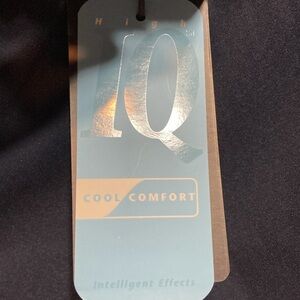 High
IQ
COOL COMFORT
Intelligent Effects